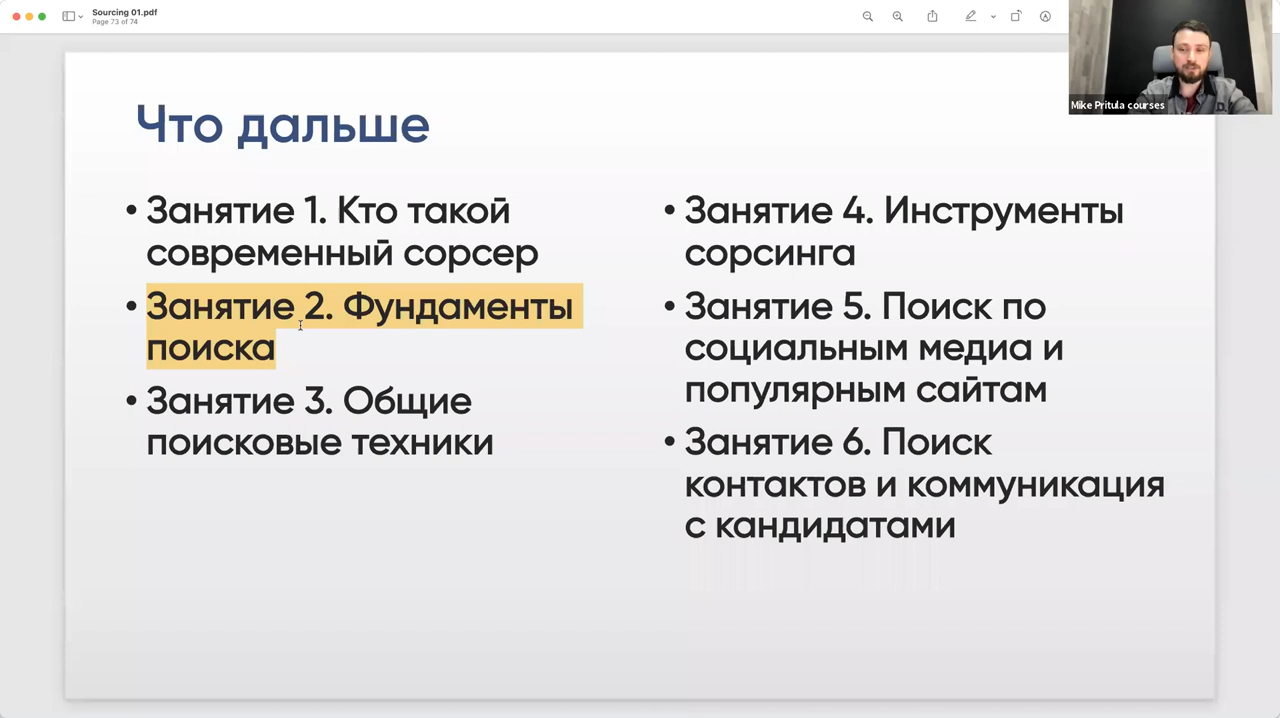 Sourcing 01.pdf
Page 73 of 74
Mike Pritula courses
Что дальше
• Занятие 1. Кто такой
современный сорсер
• Занятие 2. Фундаменты
поиска
• Занятие 3. Общие
поисковые техники
• Занятие 4. Инструменты
сорсинга
• Занятие 5. Поиск по
социальным медиа и
популярным сайтам
• Занятие 6. Поиск
контактов и коммуникация
с кандидатами